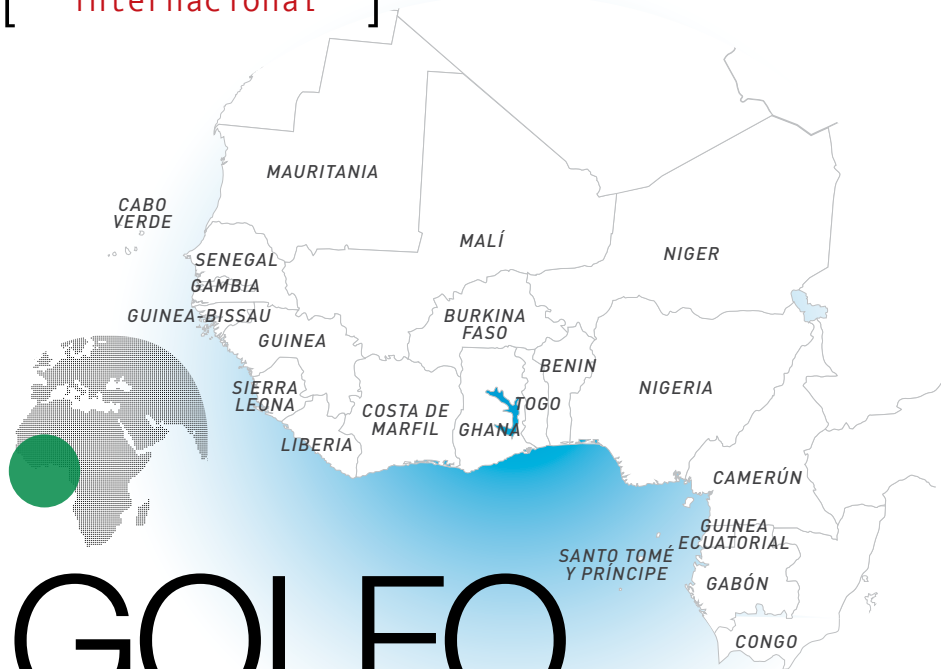 [ internacional ]
MAURITANIA
CABO
VERDE
MALÍ
NIGER
SENEGAL
GAMBIA
GUINEA-BISSAU
GUINEA
BURKINA
FASO
BENIN
NIGERIA
SIERRA
LEONA
COSTA DE
MARFIL
TOGO
GHANA
LIBERIA
CAMERÚN
GUINEA
ECUATORIAL
SANTO TOMÉ
Y PRÍNCIPE
GABÓN
CONGO
GOLFO